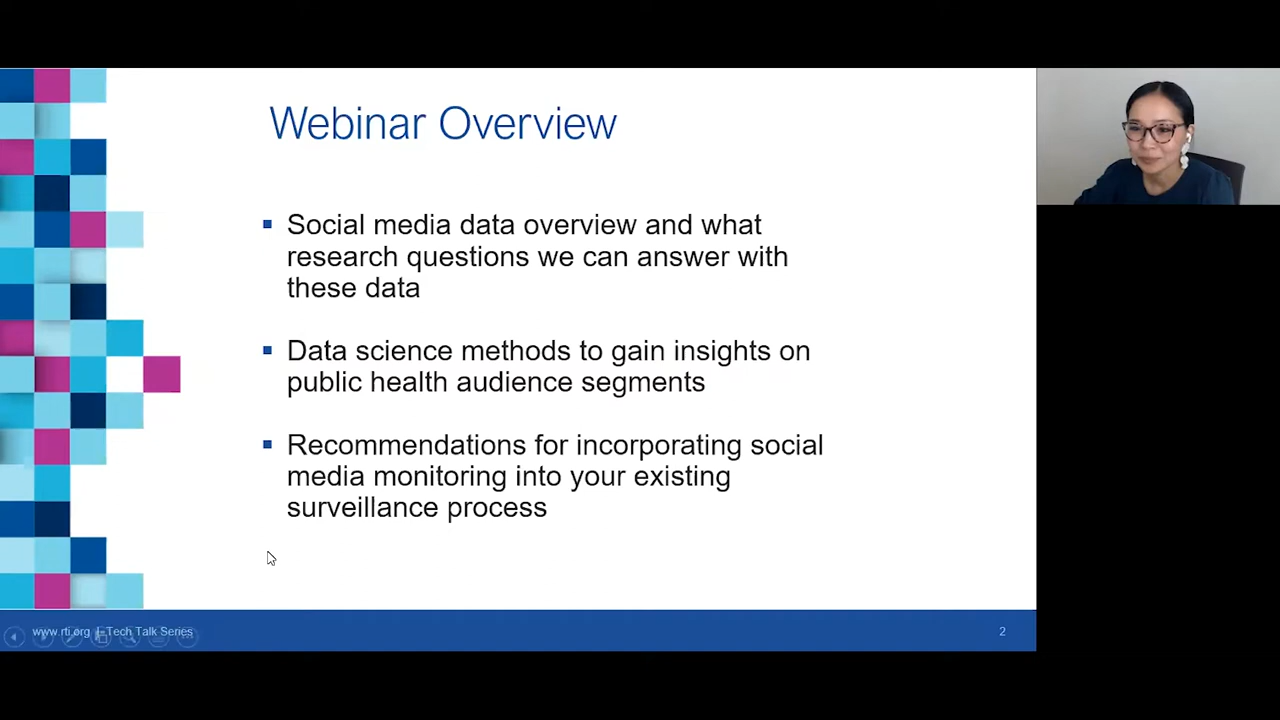 Webinar Overview
Social media data overview and what
research questions we can answer with
these data
Data science methods to gain insights on
public health audience segments
Recommendations for incorporating social
media monitoring into your existing
surveillance process
www.rti.org | Tech Talk Series
2